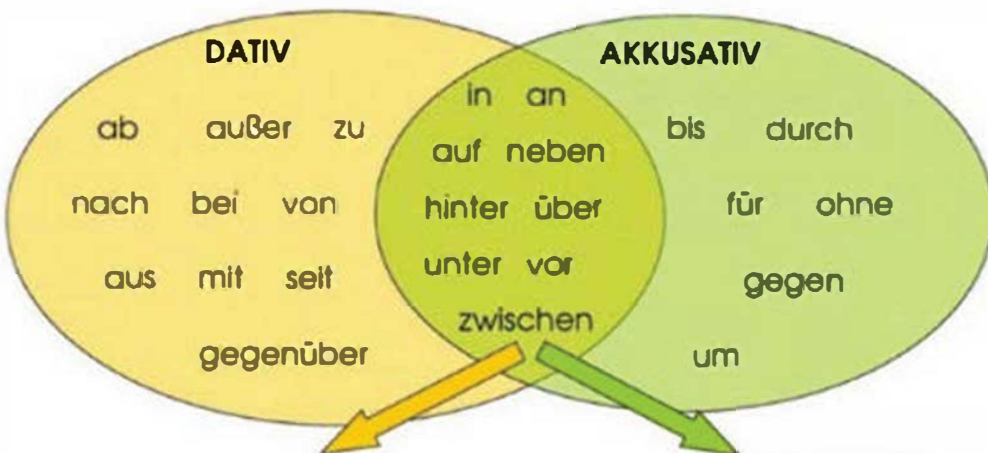 DATIV
AKKUSATIV
in an
ab außer zu
bis durch
auf neben
nach bei von
hinter über
für ohne
aus mit seit
unter vor
gegen
zwischen
gegenüber
um